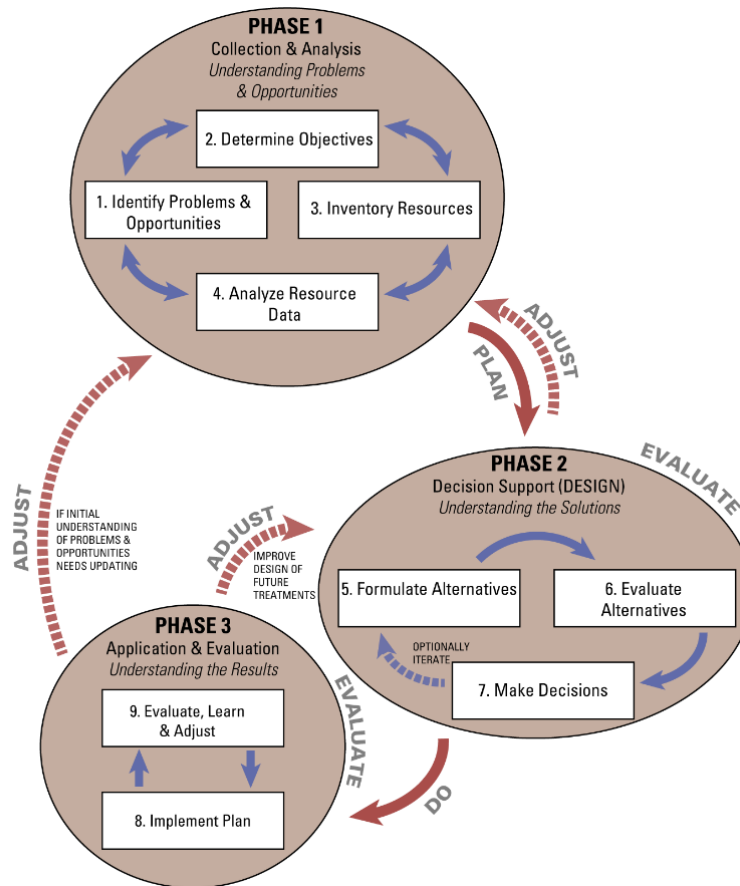 PHASE 1
Collection & Analysis
Understanding Problems
& Opportunities
2. Determine Objectives
1. Identify Problems &
Opportunities
3. Inventory Resources
4. Analyze Resource
Data
ADJUST
PLAN
EVALUATE
PHASE 2
Decision Support (DESIGN)
Understanding the Solutions
5. Formulate Alternatives
6. Evaluate
Alternatives
OPTIONALLY
ITERATE
7. Make Decisions
ADJUST
IF INITIAL
UNDERSTANDING
OF PROBLEMS &
OPPORTUNITIES
NEEDS UPDATING
ADJUST
IMPROVE
DESIGN OF
FUTURE
TREATMENTS
PHASE 3
Application & Evaluation
Understanding the Results
EVALUATE
9. Evaluate, Learn
& Adjust
8. Implement Plan
DO